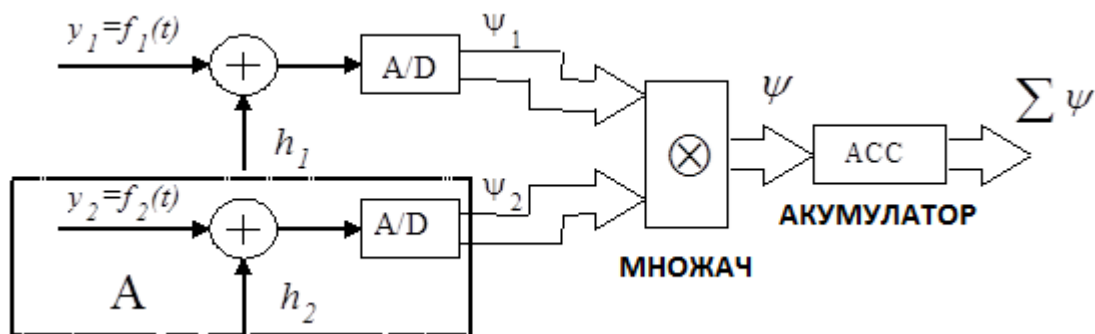 y₁=f₁(t)
+
A/D
Ψ₁
h₁
ψ
∑ ψ
⊗
ACC
АКУМУЛАТОР
y₂=f₂(t)
+
A/D
Ψ₂
МНОЖАЧ
A
h₂